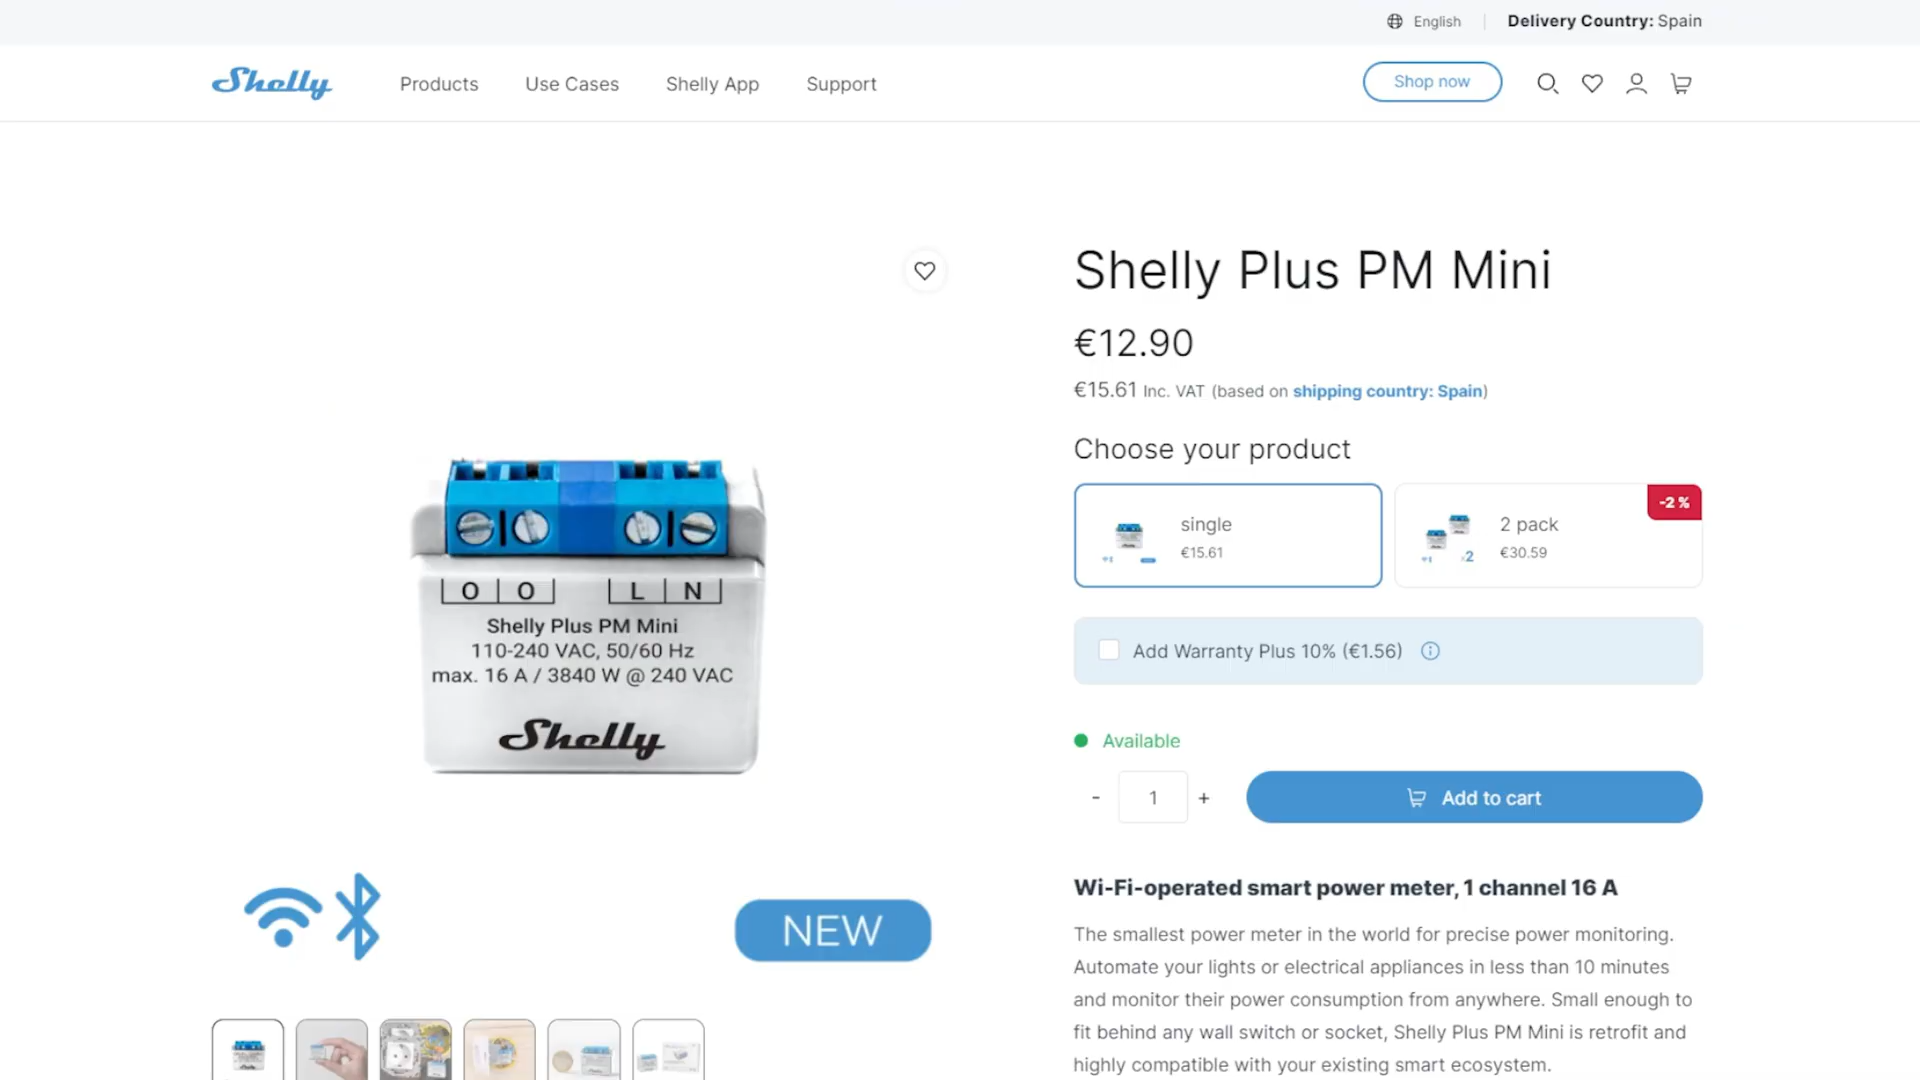 English
Delivery Country: Spain
Shelly
Products
Use Cases
Shelly App
Support
Shop now
O O L N
Shelly Plus PM Mini
110-240 VAC, 50/60 Hz
max. 16 A / 3840 W @ 240 VAC
Shelly
NEW
Shelly Plus PM Mini
€12.90
€15.61 Inc. VAT (based on shipping country: Spain)
Choose your product
single
€15.61
-2 %
2 pack
€30.59
x2
Add Warranty Plus 10% (€1.56)
Available
- 1 +
Add to cart
Wi-Fi-operated smart power meter, 1 channel 16 A
The smallest power meter in the world for precise power monitoring.
Automate your lights or electrical appliances in less than 10 minutes
and monitor their power consumption from anywhere. Small enough to
fit behind any wall switch or socket, Shelly Plus PM Mini is retrofit and
highly compatible with your existing smart ecosystem.